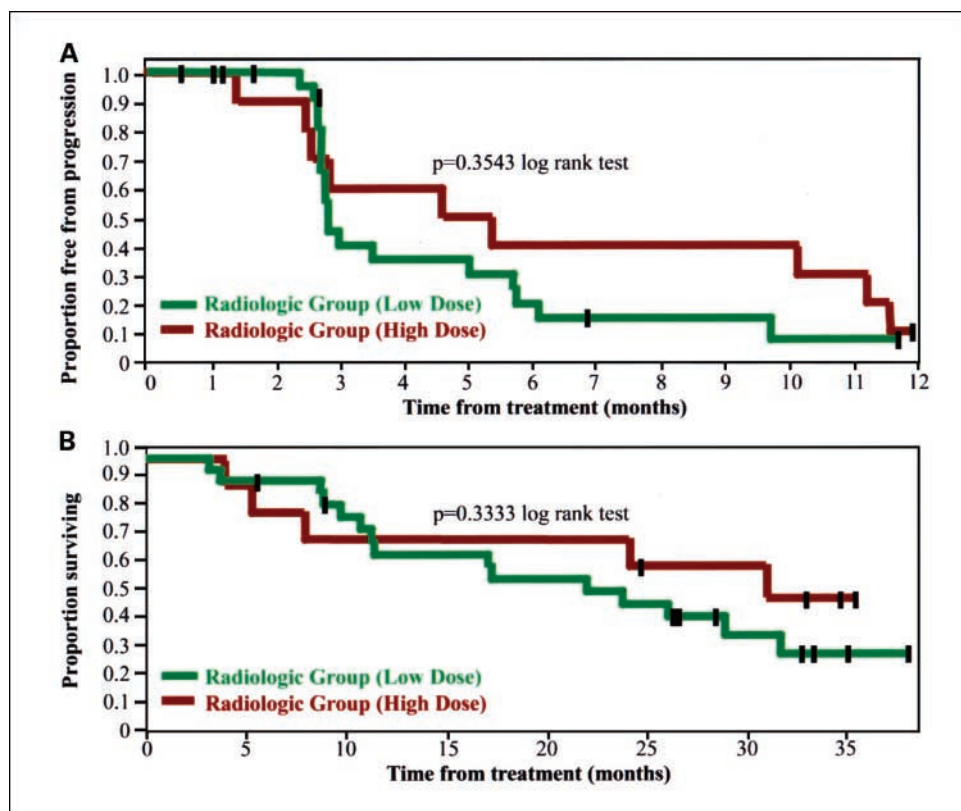 A
Proportion free from progression
1.0
0.9
0.8
0.7
0.6
0.5
0.4
0.3
0.2
0.1
0
p=0.3543 log rank test
Radiologic Group (Low Dose)
Radiologic Group (High Dose)
0 1 2 3 4 5 6 7 8 9 10 11 12
Time from treatment (months)
B
Proportion surviving
1.0
0.9
0.8
0.7
0.6
0.5
0.4
0.3
0.2
0.1
0
p=0.3333 log rank test
Radiologic Group (Low Dose)
Radiologic Group (High Dose)
0 5 10 15 20 25 30 35
Time from treatment (months)